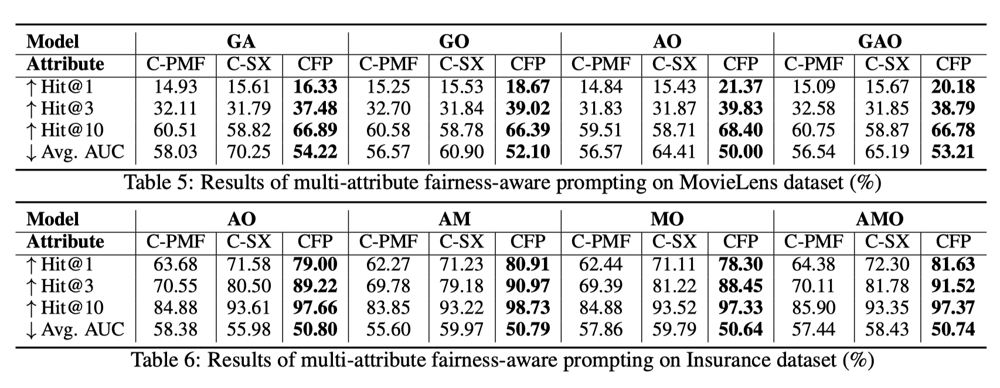 Model GA GO AO GAO
Attribute C-PMF C-SX CFP C-PMF C-SX CFP C-PMF C-SX CFP C-PMF C-SX CFP
↑ Hit@1 14.93 15.61 16.33 15.25 15.53 18.67 14.84 15.43 21.37 15.09 15.67 20.18
↑ Hit@3 32.11 31.79 37.48 32.70 31.84 39.02 31.83 31.87 39.83 32.58 31.85 38.79
↑ Hit@10 60.51 58.82 66.89 60.58 58.78 66.39 59.51 58.71 68.40 60.75 58.87 66.78
↓ Avg. AUC 58.03 70.25 54.22 56.57 60.90 52.10 56.57 64.41 50.00 56.54 65.19 53.21
Table 5: Results of multi-attribute fairness-aware prompting on MovieLens dataset (%)
Model AO AM MO AMO
Attribute C-PMF C-SX CFP C-PMF C-SX CFP C-PMF C-SX CFP C-PMF C-SX CFP
↑ Hit@1 63.68 71.58 79.00 62.27 71.23 80.91 62.44 71.11 78.30 64.38 72.30 81.63
↑ Hit@3 70.55 80.50 89.22 69.78 79.18 90.97 69.39 81.22 88.45 70.11 81.78 91.52
↑ Hit@10 84.88 93.61 97.66 83.85 93.22 98.73 84.88 93.52 97.33 85.90 93.35 97.37
↓ Avg. AUC 58.38 55.98 50.80 55.60 59.97 50.79 57.86 59.79 50.64 57.44 58.43 50.74
Table 6: Results of multi-attribute fairness-aware prompting on Insurance dataset (%)